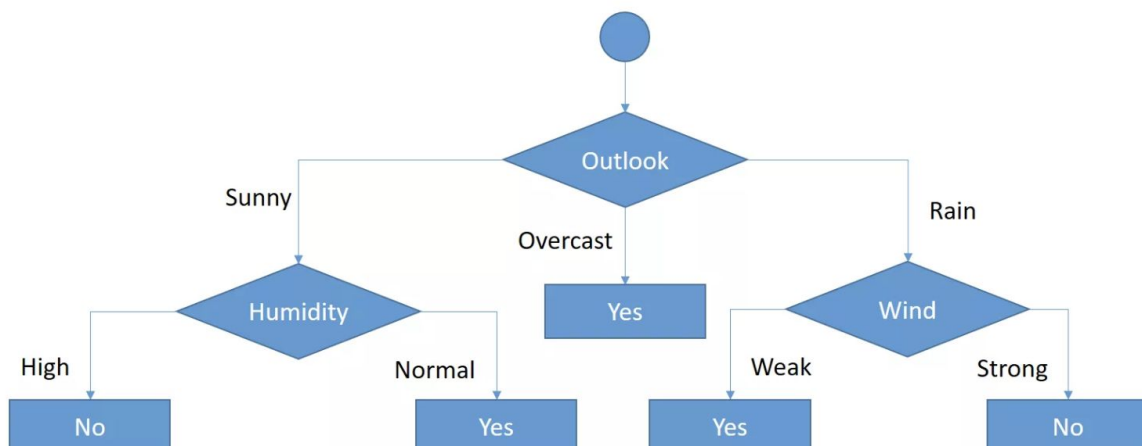 Outlook
Sunny
Rain
Overcast
Humidity
Yes
Wind
High
Normal
Weak
Strong
No
Yes
Yes
No